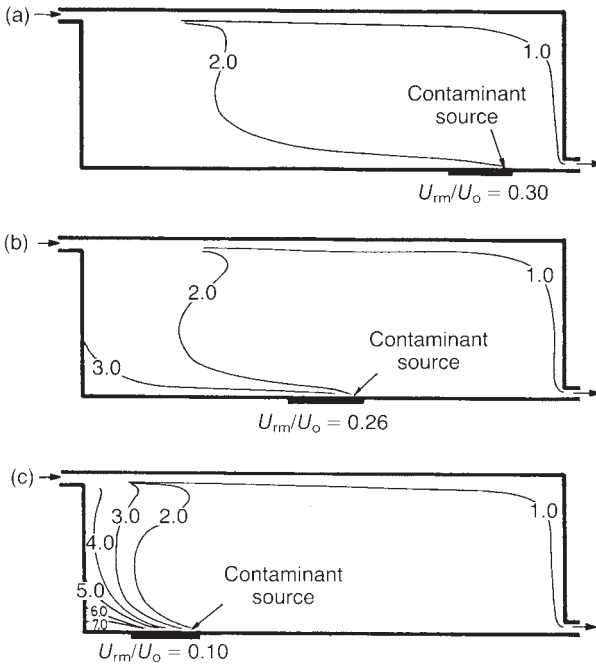 (a)
2.0
1.0
Contaminant
source
U_rm/U_o = 0.30
(b)
2.0
1.0
3.0
Contaminant
source
U_rm/U_o = 0.26
(c)
3.0 2.0
1.0
4.0
5.0
6.0
7.0
Contaminant
source
U_rm/U_o = 0.10